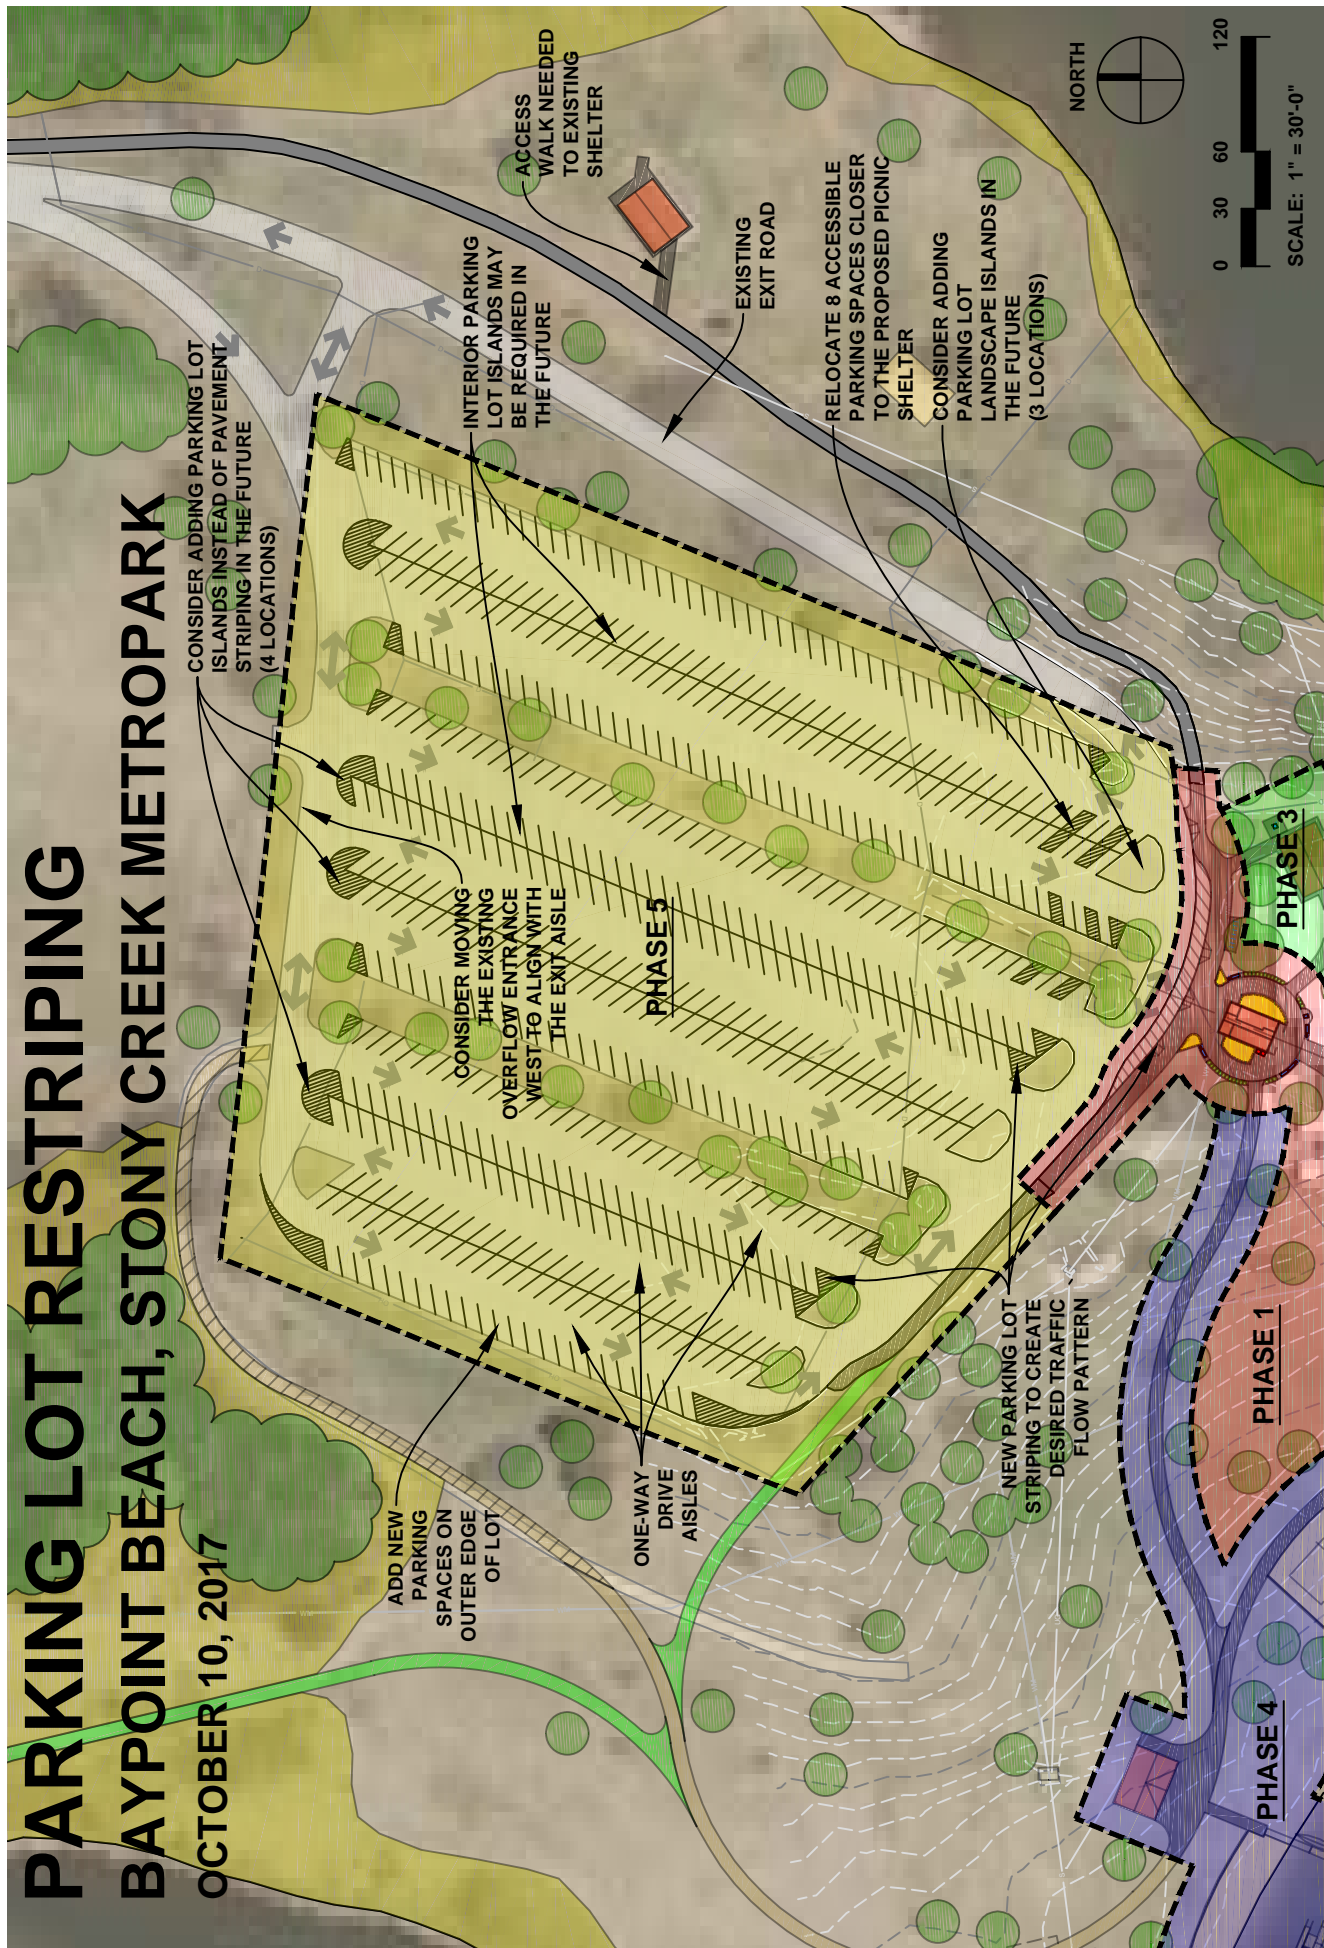 PARKING LOT RESTRIPING
BAYPOINT BEACH, STONY CREEK METROPARK
OCTOBER 10, 2017
CONSIDER ADDING PARKING LOT
ISLANDS INSTEAD OF PAVEMENT
STRIPING IN THE FUTURE
(4 LOCATIONS)
ACCESS
WALK NEEDED
TO EXISTING
SHELTER
INTERIOR PARKING
LOT ISLANDS MAY
BE REQUIRED IN
THE FUTURE
EXISTING
EXIT ROAD
RELOCATE 8 ACCESSIBLE
PARKING SPACES CLOSER
TO THE PROPOSED PICNIC
SHELTER
CONSIDER ADDING
PARKING LOT
LANDSCAPE ISLANDS IN
THE FUTURE
(3 LOCATIONS)
NORTH
0 30 60 120
SCALE: 1" = 30'-0"
CONSIDER MOVING
THE EXISTING
OVERFLOW ENTRANCE
WEST TO ALIGN WITH
THE EXIT AISLE
PHASE 5
ADD NEW
PARKING
SPACES ON
OUTER EDGE
OF LOT
ONE-WAY
DRIVE
AISLES
NEW PARKING LOT
STRIPING TO CREATE
DESIRED TRAFFIC
FLOW PATTERN
PHASE 3
PHASE 1
PHASE 4